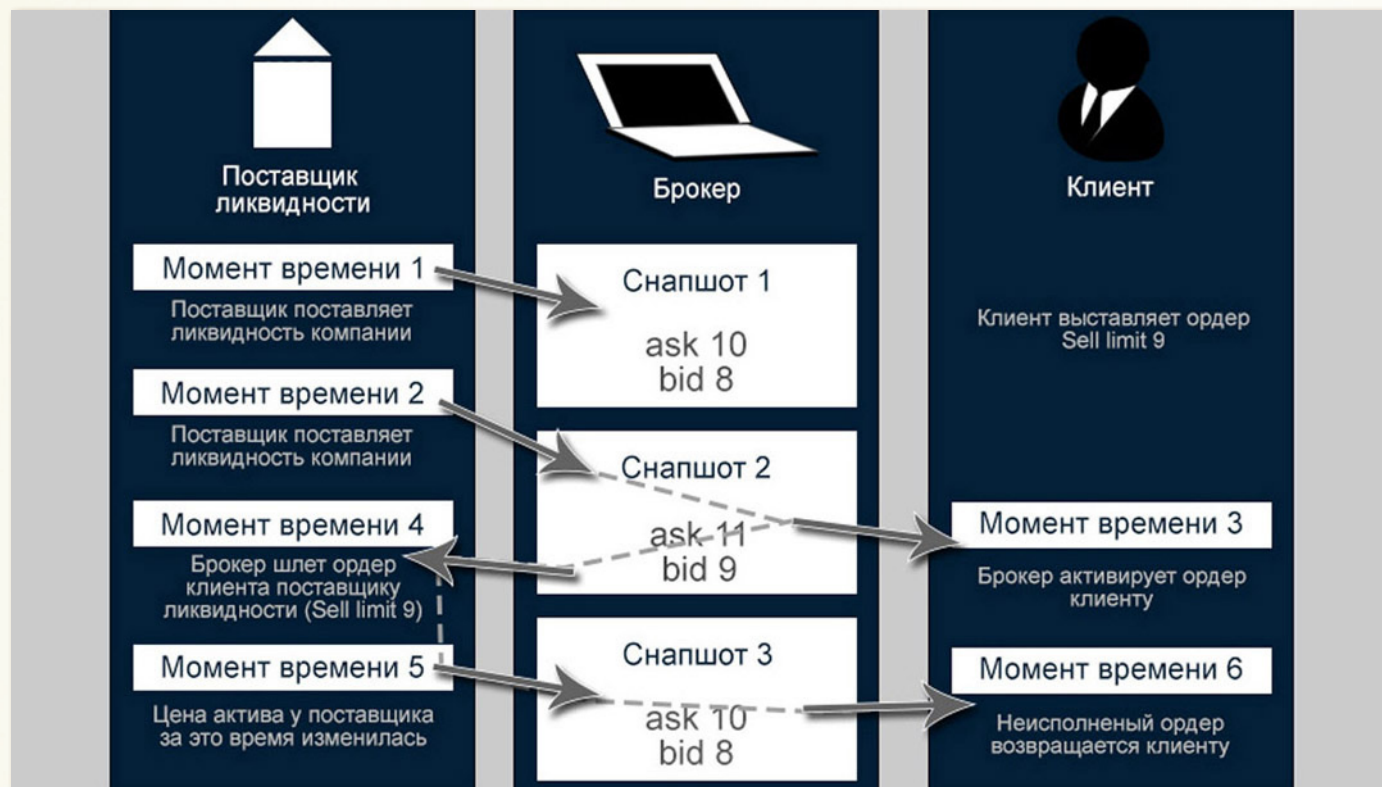 Поставщик
ликвидности
Момент времени 1
Поставщик поставляет
ликвидность компании
Момент времени 2
Поставщик поставляет
ликвидность компании
Момент времени 4
Брокер шлет ордер
клиента поставщику
ликвидности (Sell limit 9)
Момент времени 5
Цена актива у поставщика
за это время изменилась
Брокер
Снапшот 1
ask 10
bid 8
Снапшот 2
ask 11
bid 9
Снапшот 3
ask 10
bid 8
Клиент
Клиент выставляет ордер
Sell limit 9
Момент времени 3
Брокер активирует ордер
клиенту
Момент времени 6
Неисполненый ордер
возвращается клиенту